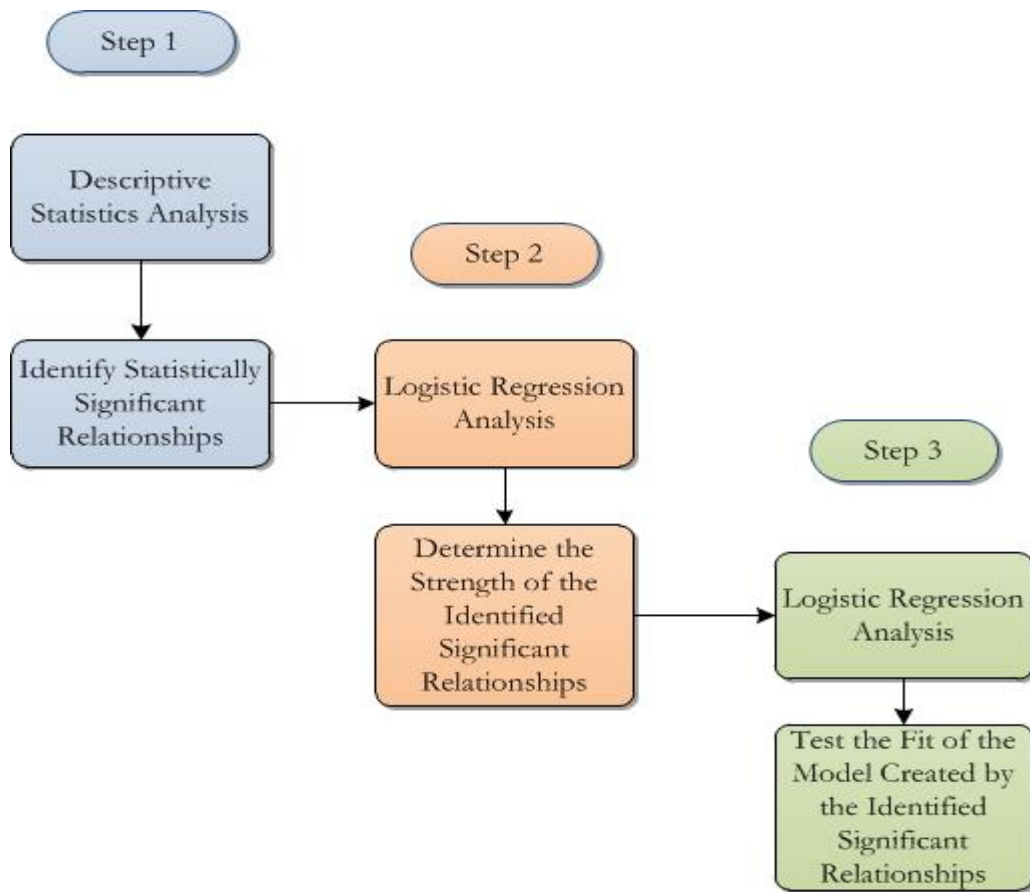 Step 1
Descriptive
Statistics Analysis
Identify Statistically
Significant
Relationships
Step 2
Logistic Regression
Analysis
Determine the
Strength of the
Identified
Significant
Relationships
Step 3
Logistic Regression
Analysis
Test the Fit of the
Model Created by
the Identified
Significant
Relationships